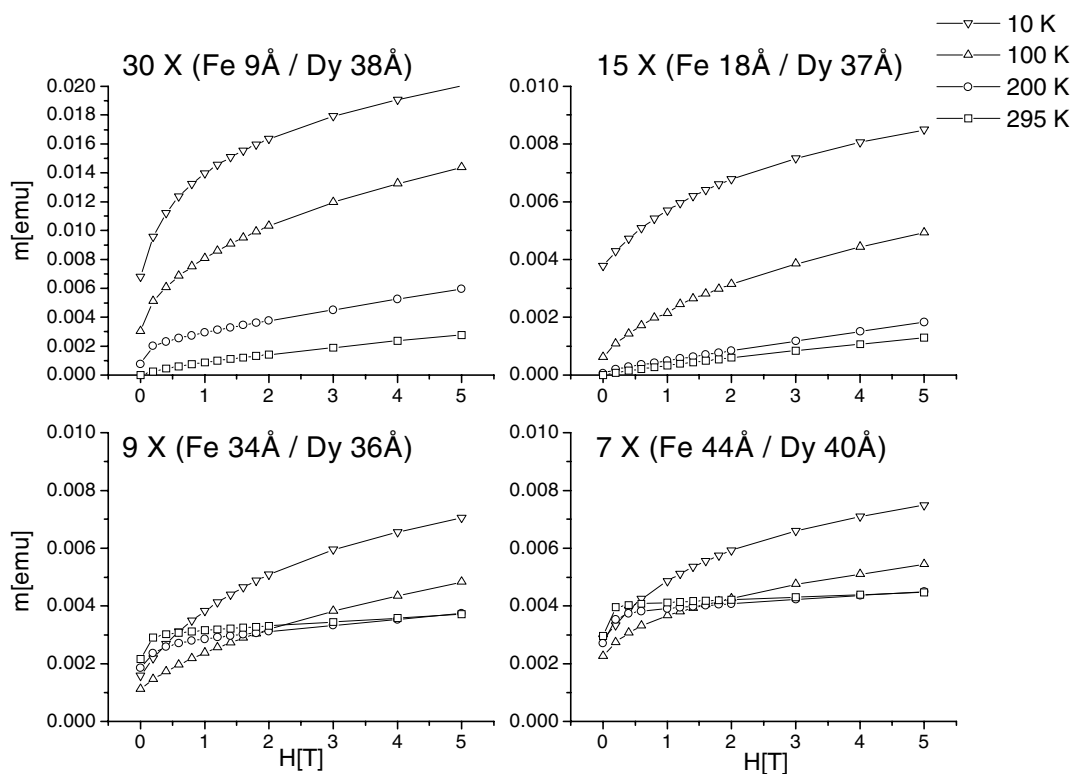 10 K
100 K
200 K
295 K
30 X (Fe 9Å / Dy 38Å)
0.020
0.018
0.016
0.014
0.012
0.010
0.008
0.006
0.004
0.002
0.000
m[emu]
0 1 2 3 4 5
15 X (Fe 18Å / Dy 37Å)
0.010
0.008
0.006
0.004
0.002
0.000
0 1 2 3 4 5
9 X (Fe 34Å / Dy 36Å)
0.010
0.008
0.006
0.004
0.002
0.000
m[emu]
0 1 2 3 4 5
H[T]
7 X (Fe 44Å / Dy 40Å)
0.010
0.008
0.006
0.004
0.002
0.000
0 1 2 3 4 5
H[T]